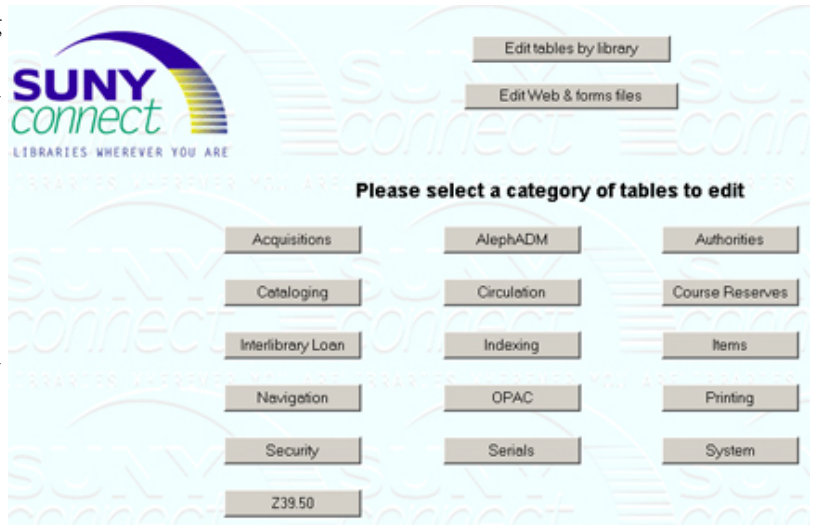 Edit tables by library
SUNY
connect
Edit Web & forms files
LIBRARIES WHEREVER YOU ARE
Please select a category of tables to edit
Acquisitions AlephADM Authorities
Cataloging Circulation Course Reserves
Interlibrary Loan Indexing Items
Navigation OPAC Printing
Security Serials System
Z39.50